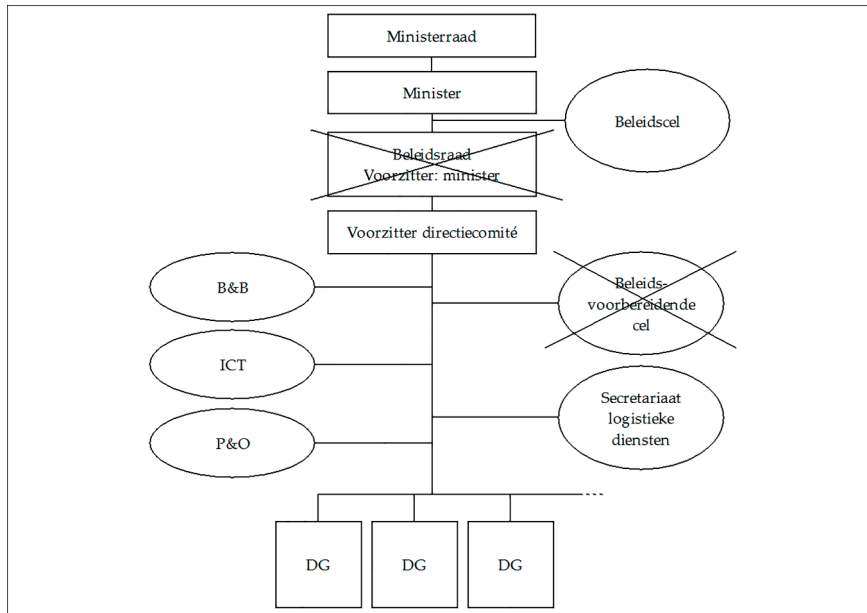 Ministerraad
Minister
Beleidscel
Beleidsraad
Voorzitter: minister
Voorzitter directiecomité
B&B
Beleids-
voorbereidende
cel
ICT
Secretariaat
logistieke
diensten
P&O
DG
DG
DG